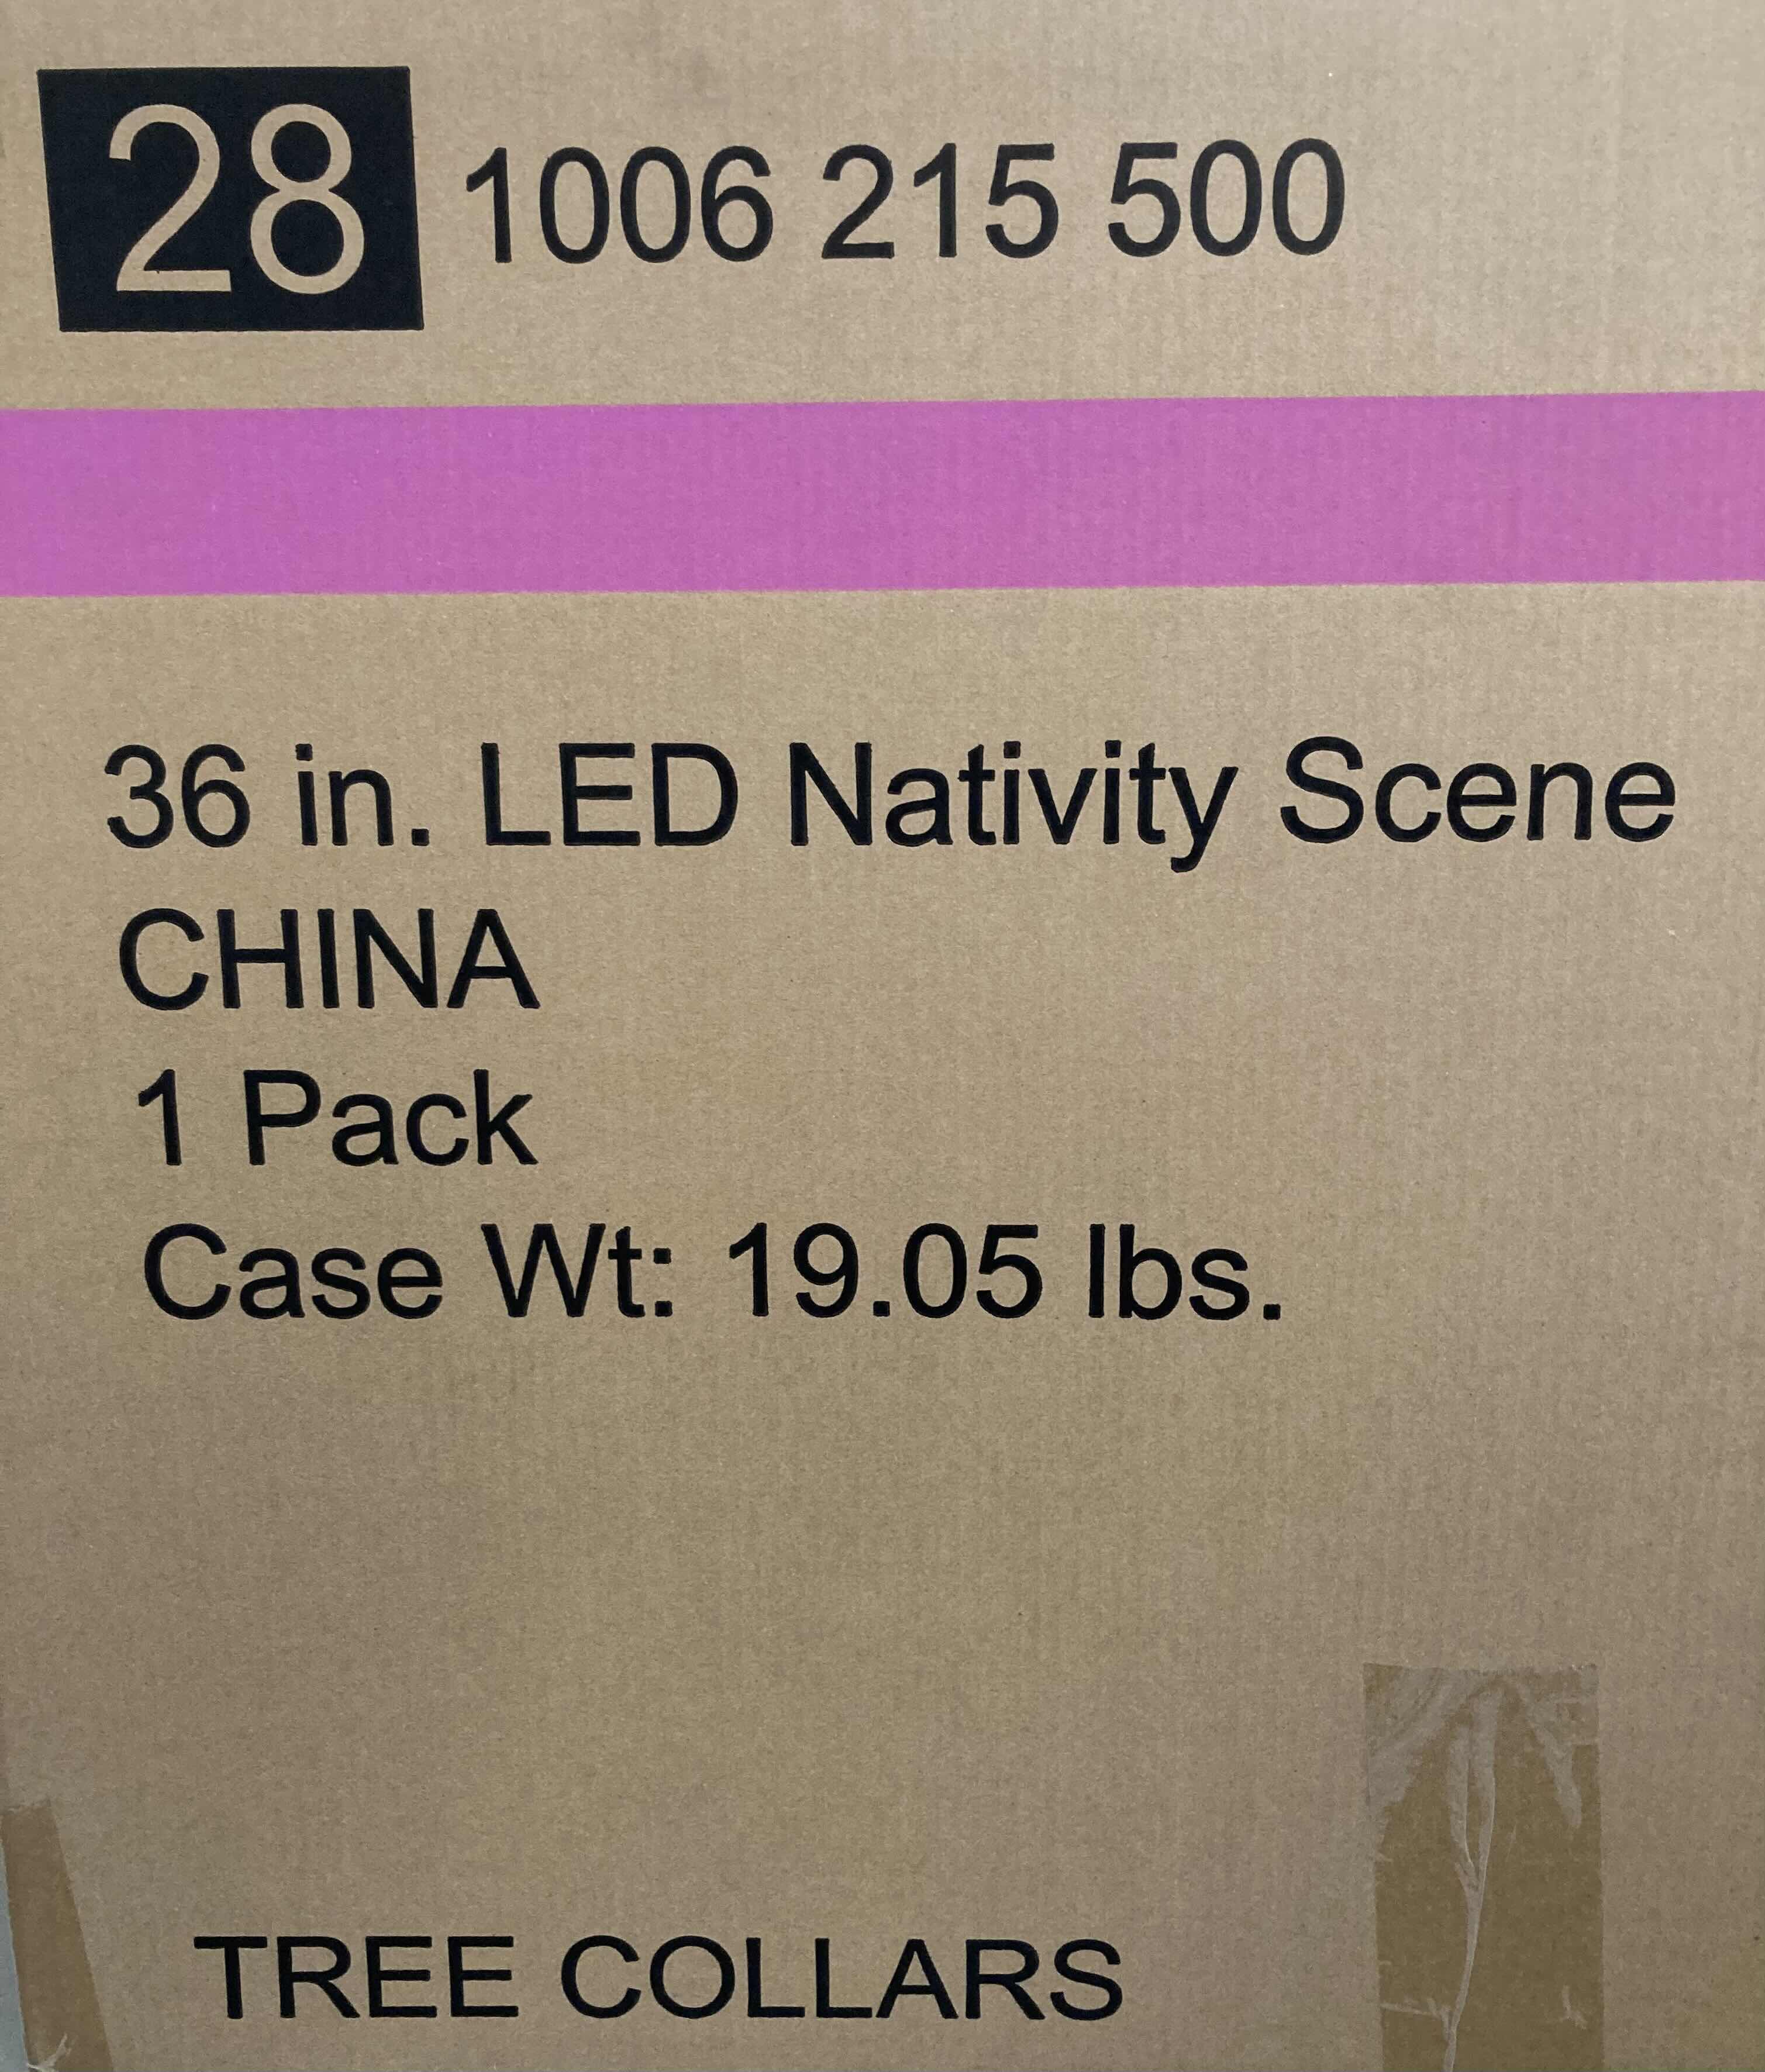 28 1006 215 500
36 in. LED Nativity Scene
CHINA
1 Pack
Case Wt: 19.05 lbs.
TREE COLLARS